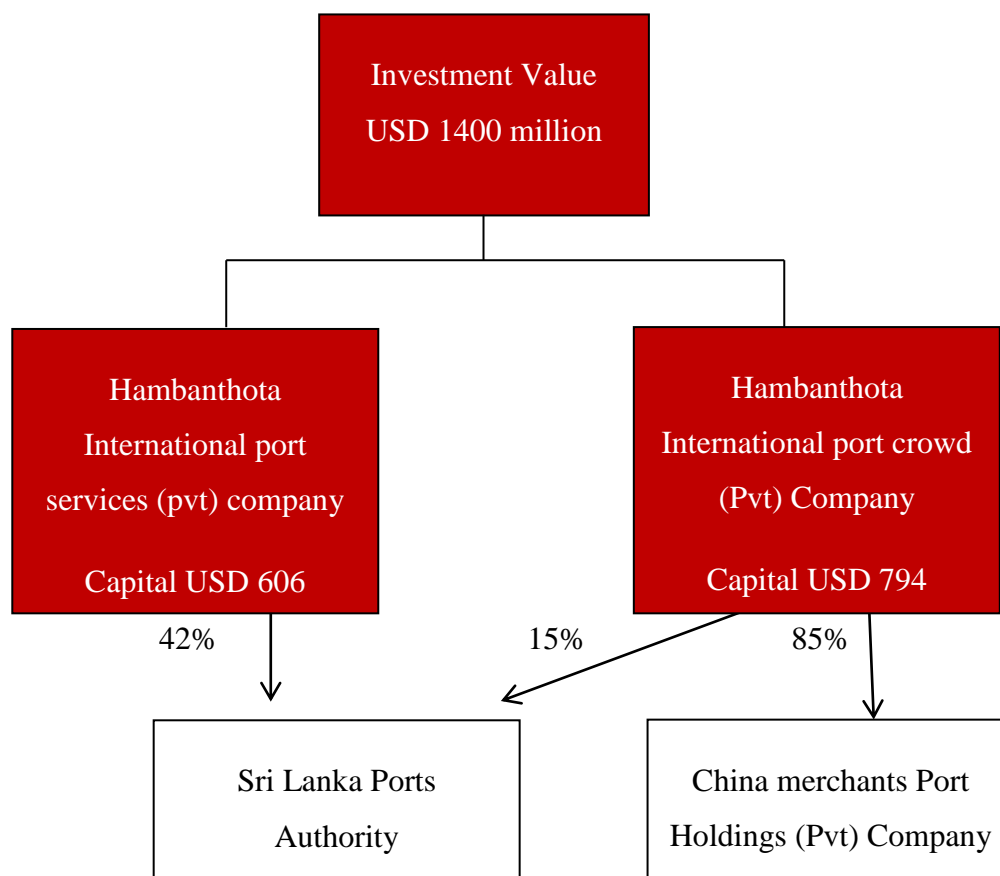 Investment Value
USD 1400 million
Hambanthota
International port
services (pvt) company
Capital USD 606
Hambanthota
International port crowd
(Pvt) Company
Capital USD 794
42%
15%
85%
Sri Lanka Ports
Authority
China merchants Port
Holdings (Pvt) Company